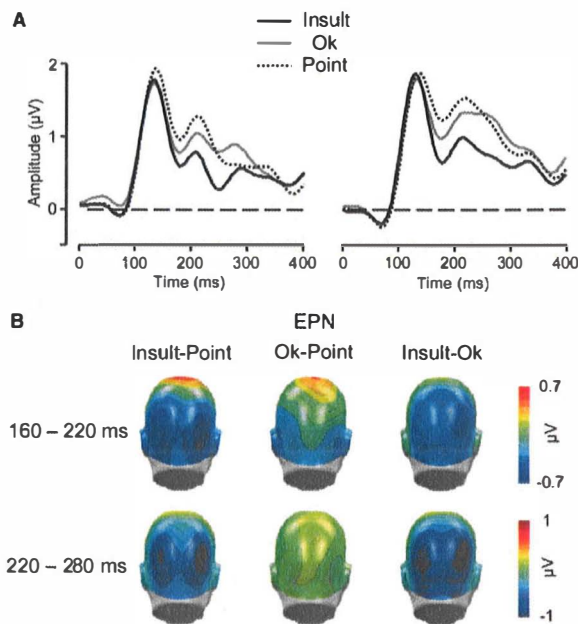 A
Insult
Ok
Point
2
1
0
Amplitude (µV)
0 100 200 300 400
Time (ms)
0 100 200 300 400
Time (ms)
B
EPN
Insult-Point Ok-Point Insult-Ok
160 – 220 ms
0.7
µV
-0.7
220 – 280 ms
1
µV
-1